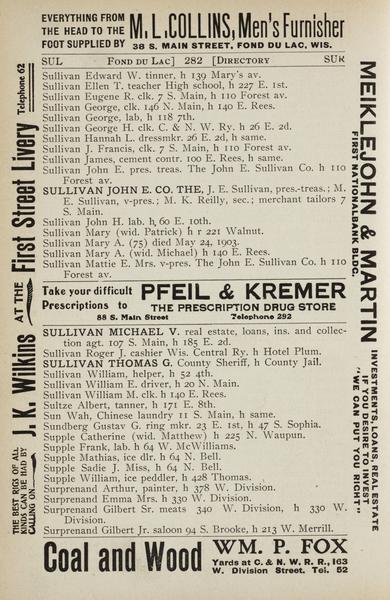 EVERYTHING FROM
THE HEAD TO THE
FOOT SUPPLIED BY
M. L. COLLINS, Men's Furnisher
38 S. MAIN STREET, FOND DU LAC, WIS.
SUL FOND DU LAC] 282 [DIRECTORY SUR
Sullivan Edward W. tinner, h 139 Mary's av.
Sullivan Ellen T. teacher High school, h 227 E. 1st.
Sullivan Eugene R. clk. 7 S. Main, h 110 Forest av.
Sullivan George, clk. 146 N. Main, h 140 E. Rees.
Sullivan George, lab, h 118 7th.
Sullivan George H. clk. C. & N. W. Ry. h 26 E. 2d.
Sullivan Hannah L. dressmkr. 26 E. 2d, h same.
Sullivan J. Francis, clk. 7 S. Main, h 110 Forest av.
Sullivan James, cement contr. 100 E. Rees, h same.
Sullivan John E. pres. treas. The John E. Sullivan Co. h 110
Forest av.
SULLIVAN JOHN E. CO. THE, J. E. Sullivan, pres.-treas.; M.
E. Sullivan, v-pres.; M. K. Reilly, sec.; merchant tailors 7
S. Main.
Sullivan John H. lab. h, 60 E. 10th.
Sullivan Mary (wid. Patrick) h r 221 Walnut.
Sullivan Mary A. (75) died May 24, 1903.
Sullivan Mary A. (wid. Michael) h 140 E. Rees.
Sullivan Mattie E. Mrs. v-pres. The John E. Sullivan Co. h 110
Forest av.
Take your difficult
Prescriptions to
PFEIL & KREMER
THE PRESCRIPTION DRUG STORE
88 S. Main Street Telephone 292
SULLIVAN MICHAEL V. real estate, loans, ins. and collec-
tion agt. 107 S. Main, h 185 E. 2d.
Sullivan Roger J. cashier Wis. Central Ry. h Hotel Plum.
SULLIVAN THOMAS G. County Sheriff, h County Jail.
Sullivan William, helper, h 52 4th.
Sullivan William E. driver, h 20 N. Main.
Sullivan William M. clk. h 140 E. Rees.
Sultze Albert, tanner, h 171 E. 8th.
Sun Wah, Chinese laundry 11 S. Main, h same.
Sundberg Gustav G. ring mkr. 23 E. 1st, h 47 S. Sophia.
Supple Catherine (wid. Matthew) h 225 N. Waupun.
Supple Frank, lab. h 64 W. McWilliams.
Supple Mathias, ice dlr. h 64 N. Bell.
Supple Sadie J. Miss, h 64 N. Bell.
Supple William, ice peddler, h 428 Thomas.
Surprenand Arthur, painter, h 378 W. Division.
Surprenand Emma Mrs. h 330 W. Division.
Surprenand Gilbert Sr. meats 340 W. Division, h 330 W.
Division.
Surprenand Gilbert Jr. saloon 94 S. Brooke, h 213 W. Merrill.
Coal and Wood
WM. P. FOX
Yards at C. & N. W. R. R., 163
W. Division Street. Tel. 52
THE BEST RIGS OF ALL
KINDS CAN BE HAD BY
CALLING ON
J. K. Wilkins AT THE First Street Livery Telephone 62
MEIKLEJOHN & MARTIN
FIRST NATIONAL BANK BLDG.
INVESTMENTS, LOANS, REAL ESTATE
IF YOU DESIRE TO INVEST
"WE CAN PUT YOU RIGHT"